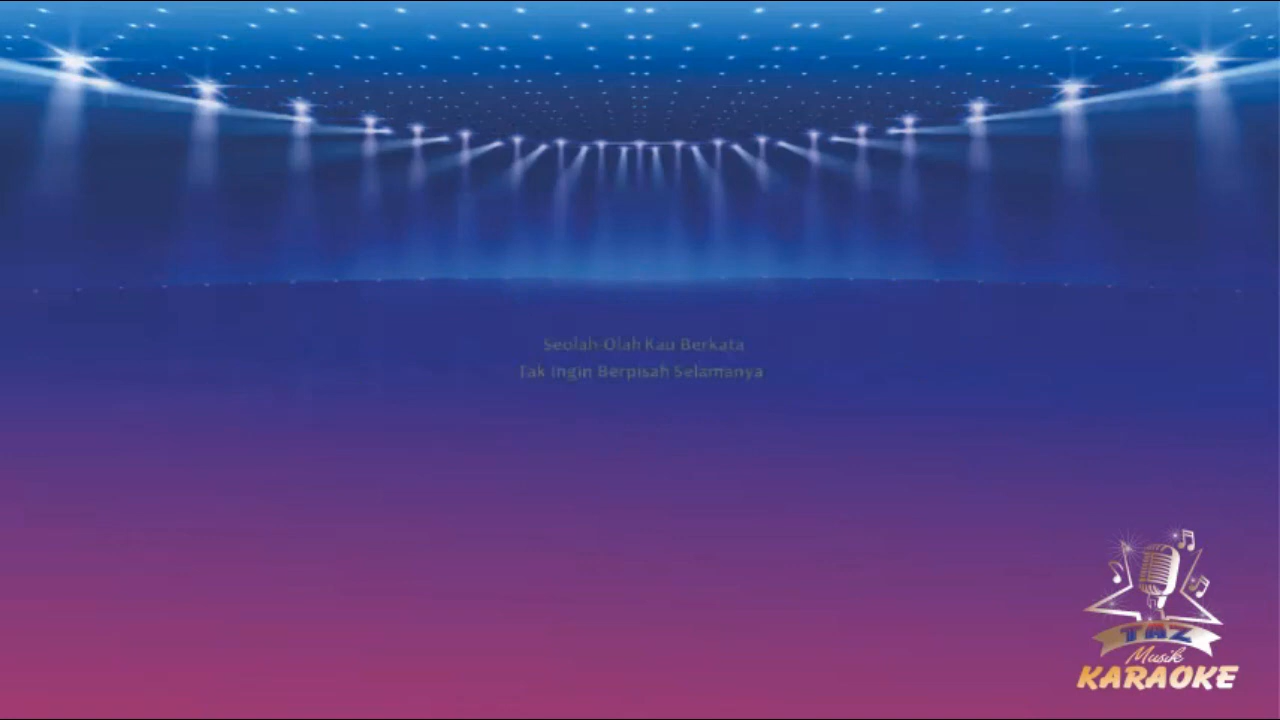 Seolah-Olah Kau Berkata
Tak Ingin Berpisah Selamanya
TAZ
Musik
KARAOKE